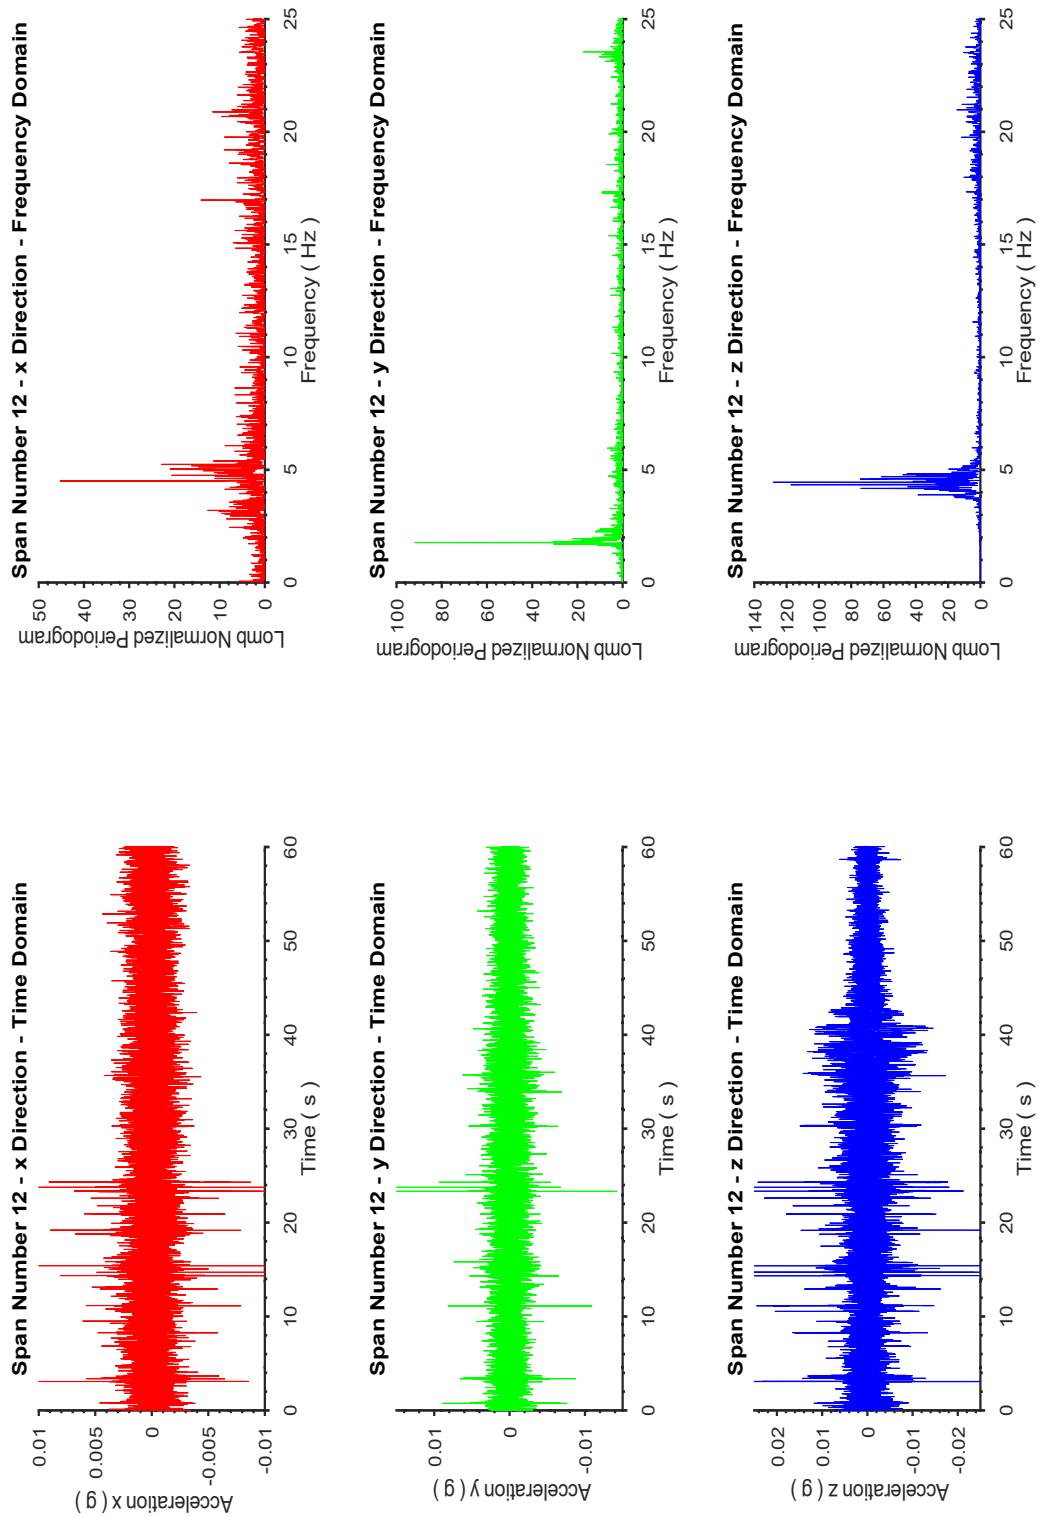 Span Number 12 - x Direction - Time Domain
Acceleration x ( g )
0.01
0.005
0
-0.005
-0.01
0 10 20 30 40 50 60
Time ( s )
Span Number 12 - x Direction - Frequency Domain
Lomb Normalized Periodogram
50
40
30
20
10
0
0 5 10 15 20 25
Frequency ( Hz )
Span Number 12 - y Direction - Time Domain
Acceleration y ( g )
0.01
0
-0.01
0 10 20 30 40 50 60
Time ( s )
Span Number 12 - y Direction - Frequency Domain
Lomb Normalized Periodogram
100
80
60
40
20
0
0 5 10 15 20 25
Frequency ( Hz )
Span Number 12 - z Direction - Time Domain
Acceleration z ( g )
0.02
0.01
0
-0.01
-0.02
0 10 20 30 40 50 60
Time ( s )
Span Number 12 - z Direction - Frequency Domain
Lomb Normalized Periodogram
140
120
100
80
60
40
20
0
0 5 10 15 20 25
Frequency ( Hz )